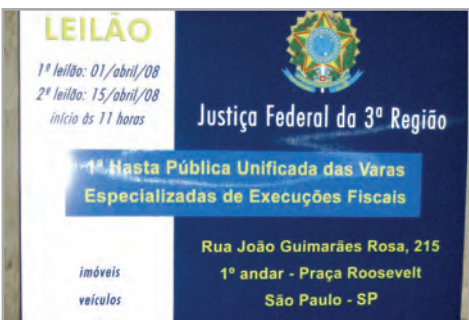 LEILÃO
1º leilão: 01/abril/08
2º leilão: 15/abril/08
início às 11 horas
Justiça Federal da 3ª Região
1ª Hasta Pública Unificada das Varas
Especializadas de Execuções Fiscais
Rua João Guimarães Rosa, 215
1º andar - Praça Roosevelt
São Paulo - SP
imóveis
veículos